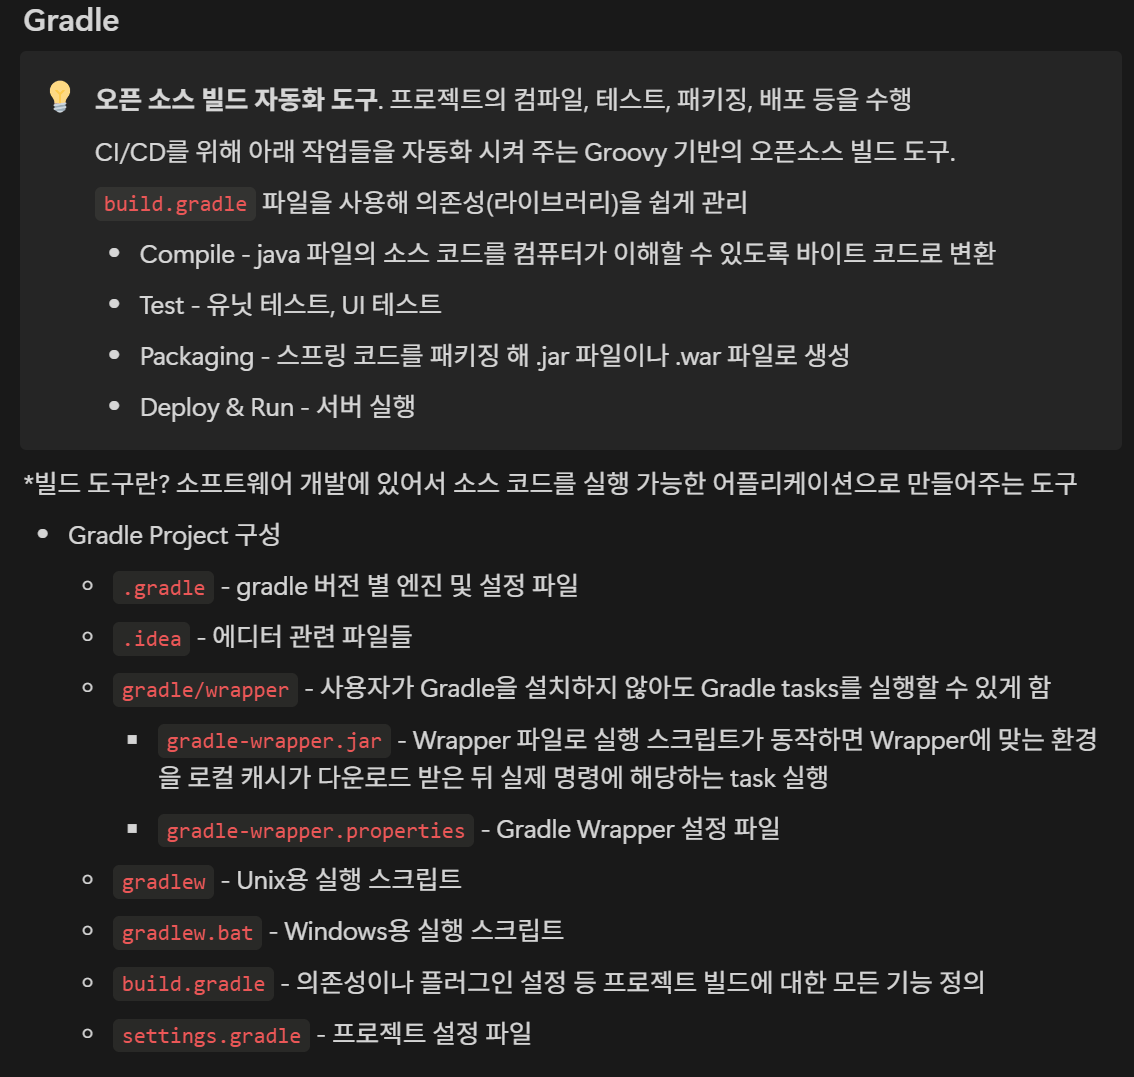 Gradle
오픈 소스 빌드 자동화 도구. 프로젝트의 컴파일, 테스트, 패키징, 배포 등을 수행
CI/CD를 위해 아래 작업들을 자동화 시켜 주는 Groovy 기반의 오픈소스 빌드 도구.
build.gradle 파일을 사용해 의존성(라이브러리)을 쉽게 관리
• Compile - java 파일의 소스 코드를 컴퓨터가 이해할 수 있도록 바이트 코드로 변환
• Test - 유닛 테스트, UI 테스트
• Packaging - 스프링 코드를 패키징 해 .jar 파일이나 .war 파일로 생성
• Deploy & Run - 서버 실행
*빌드 도구란? 소프트웨어 개발에 있어서 소스 코드를 실행 가능한 어플리케이션으로 만들어주는 도구
• Gradle Project 구성
◦ .gradle - gradle 버전 별 엔진 및 설정 파일
◦ .idea - 에디터 관련 파일들
◦ gradle/wrapper - 사용자가 Gradle을 설치하지 않아도 Gradle tasks를 실행할 수 있게 함
▪ gradle-wrapper.jar - Wrapper 파일로 실행 스크립트가 동작하면 Wrapper에 맞는 환경
을 로컬 캐시가 다운로드 받은 뒤 실제 명령에 해당하는 task 실행
▪ gradle-wrapper.properties - Gradle Wrapper 설정 파일
◦ gradlew - Unix용 실행 스크립트
◦ gradlew.bat - Windows용 실행 스크립트
◦ build.gradle - 의존성이나 플러그인 설정 등 프로젝트 빌드에 대한 모든 기능 정의
◦ settings.gradle - 프로젝트 설정 파일